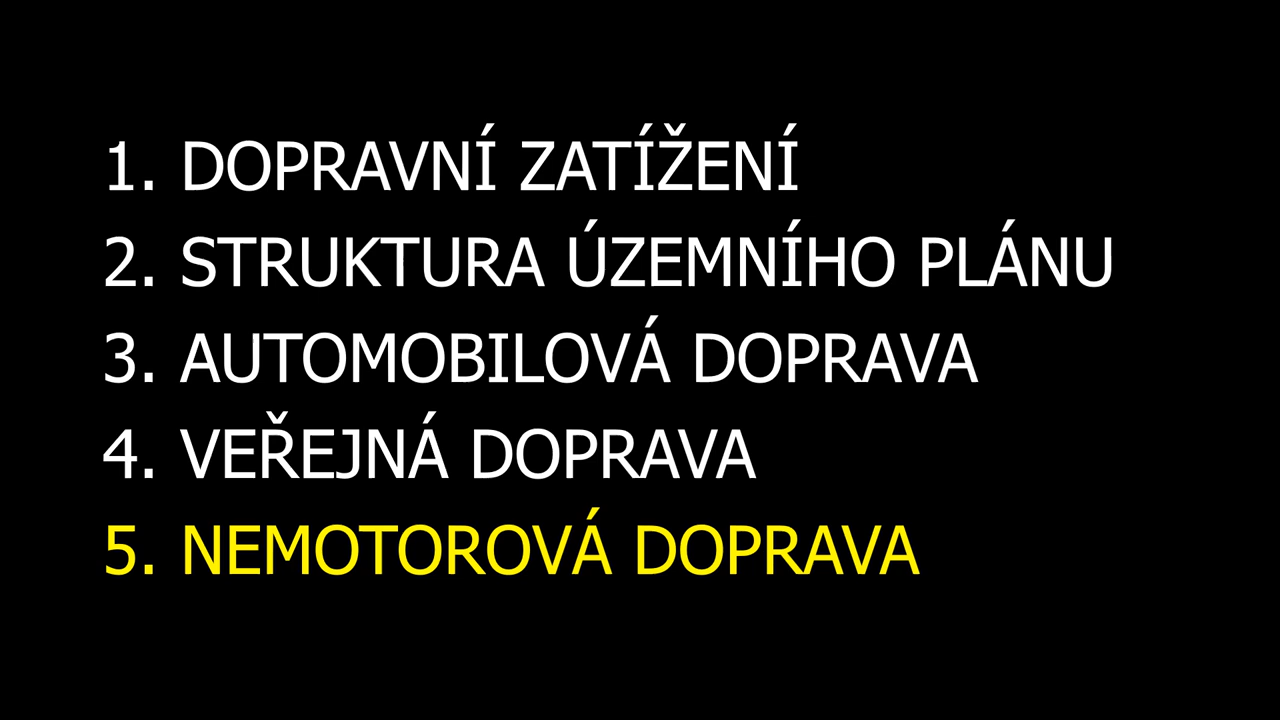 1. DOPRAVNÍ ZATÍŽENÍ
2. STRUKTURA ÚZEMNÍHO PLÁNU
3. AUTOMOBILOVÁ DOPRAVA
4. VEŘEJNÁ DOPRAVA
5. NEMOTOROVÁ DOPRAVA